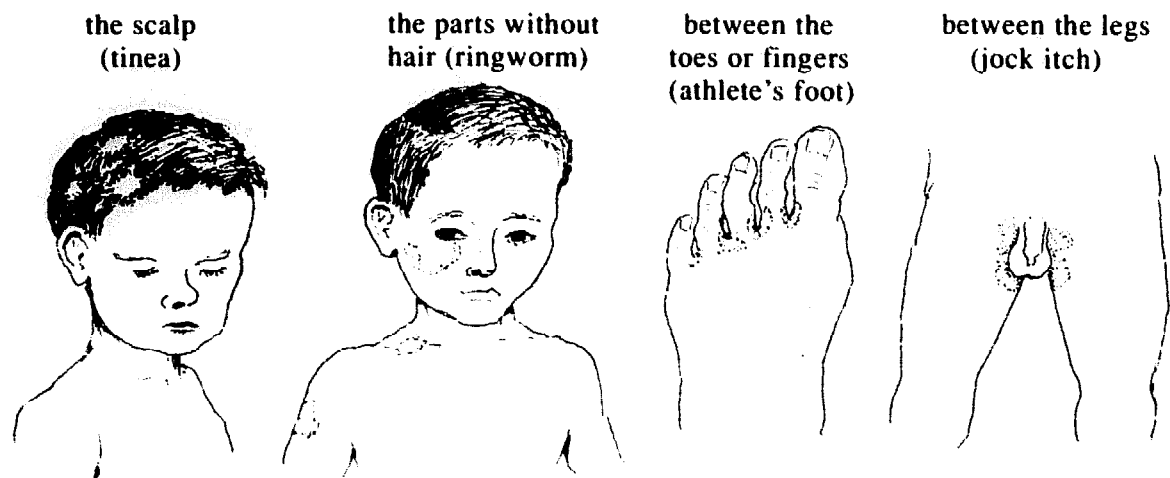 the scalp
(tinea)
the parts without
hair (ringworm)
between the
toes or fingers
(athlete's foot)
between the legs
(jock itch)